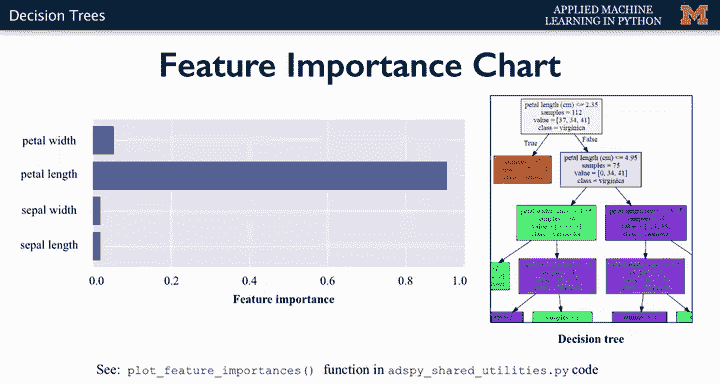 Decision Trees
APPLIED MACHINE
LEARNING IN PYTHON
M
Feature Importance Chart
petal width
petal length
sepal width
sepal length
0.0 0.2 0.4 0.6 0.8 1.0
Feature importance
petal length (cm) <= 2.35
samples = 112
value = [37, 34, 41]
class = virginica
True
False
petal length (cm) <= 4.95
samples = 75
value = [0, 34, 41]
class = virginica
Decision tree
See: plot_feature_importances() function in adspy_shared_utilities.py code